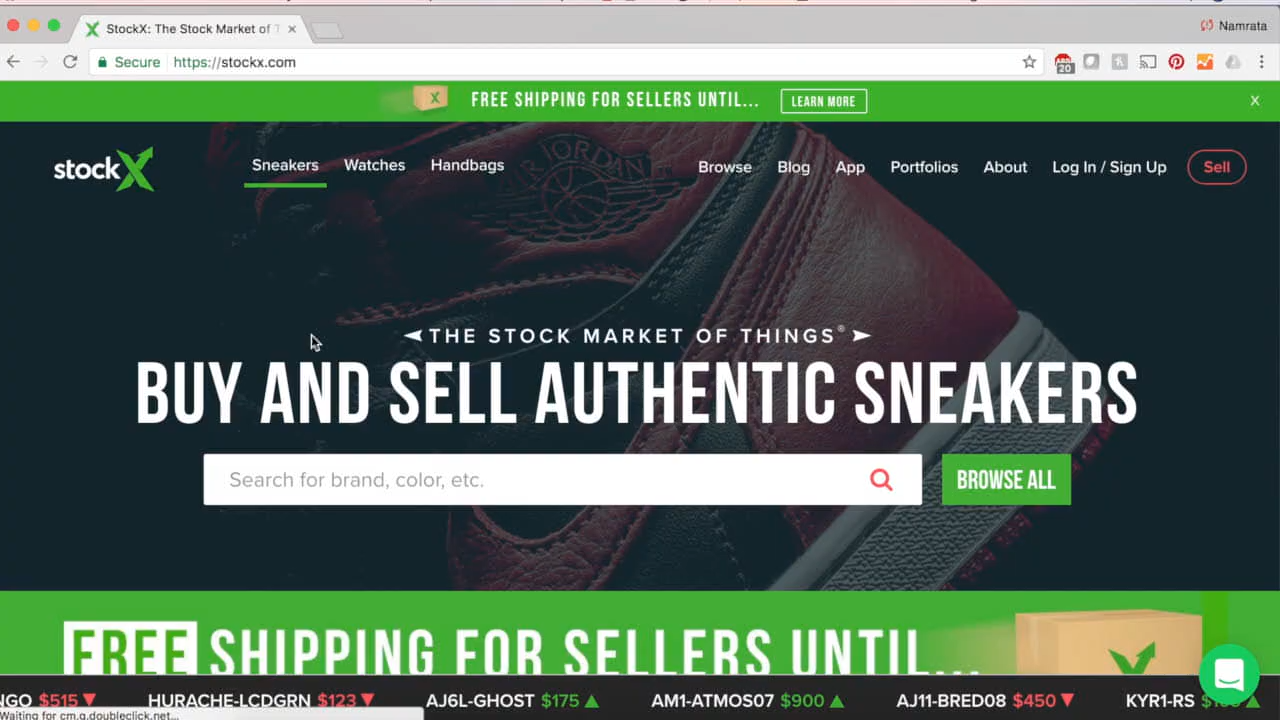 StockX: The Stock Market of T
Namrata
Secure https://stockx.com
20
FREE SHIPPING FOR SELLERS UNTIL...
LEARN MORE
X
stockX
Sneakers
Watches
Handbags
Browse
Blog
App
Portfolios
About
Log In / Sign Up
Sell
AIR JORDAN
THE STOCK MARKET OF THINGS®
BUY AND SELL AUTHENTIC SNEAKERS
Search for brand, color, etc.
BROWSE ALL
FREE SHIPPING FOR SELLERS UNTIL...
NGO $515 HURACHE-LCDGRN $123 AJ6L-GHOST $175 AM1-ATMOS07 $900 AJ11-BRED08 $450 KYR1-RS
Waiting for cm.g.doubleclick.net...